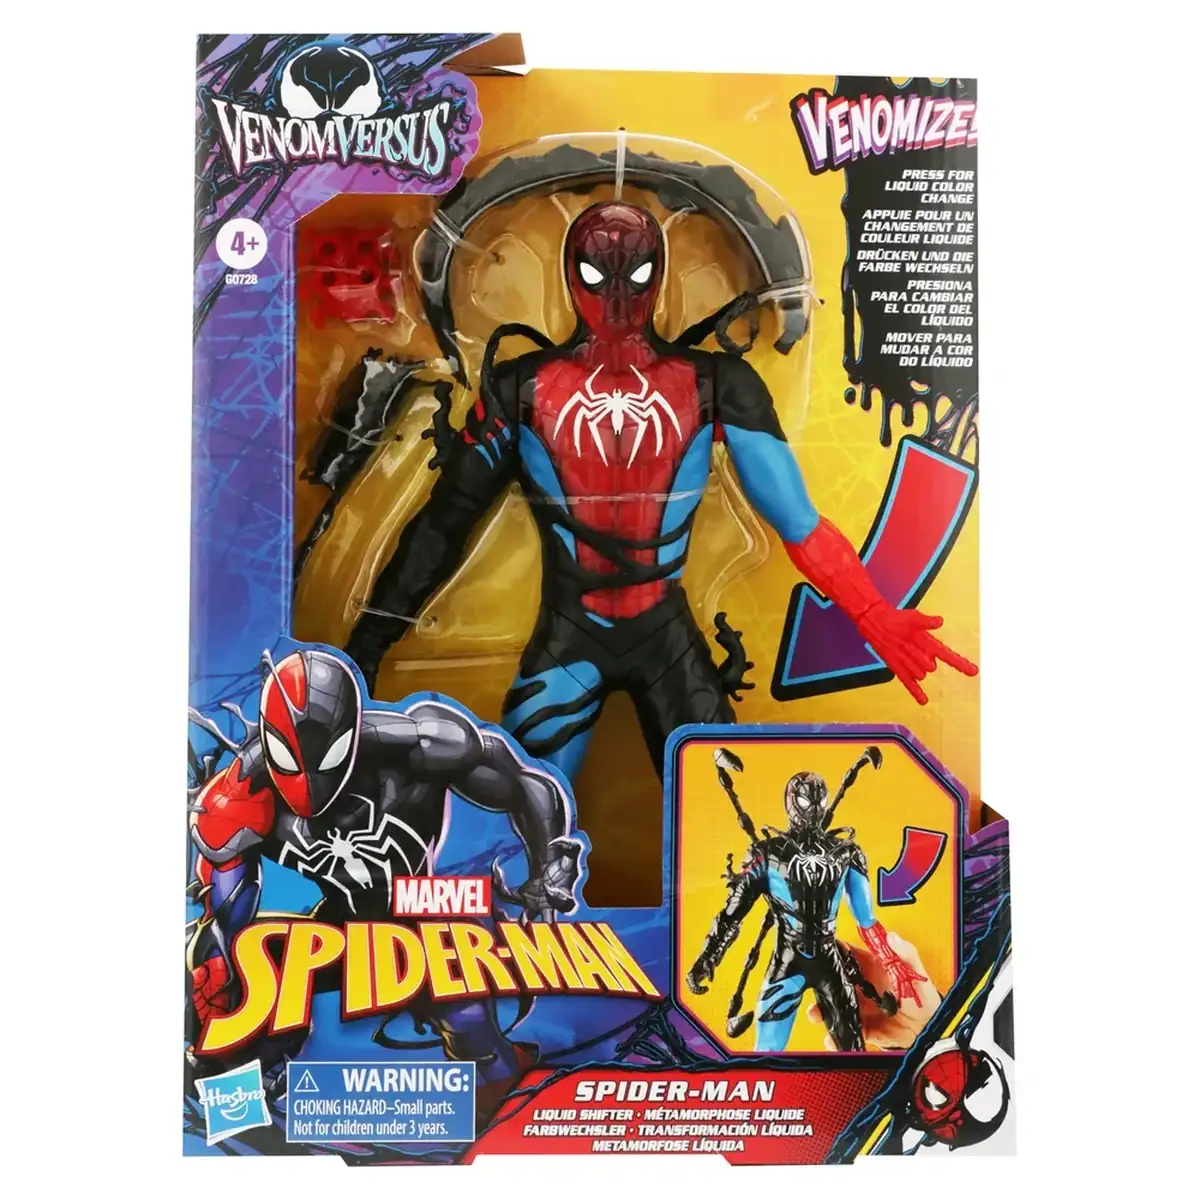 VENOMVERSUS
4+
G0728
VENOMIZE!
PRESS FOR
LIQUID COLOR
CHANGE
APPUIE POUR UN
CHANGEMENT DE
COULEUR LIQUIDE
DRÜCKEN UND DIE
FARBE WECHSELN
PRESIONA
PARA CAMBIAR
EL COLOR DEL
LÍQUIDO
MOVER PARA
MUDAR A COR
DO LÍQUIDO
MARVEL
SPIDER-MAN
Hasbro
WARNING:
CHOKING HAZARD–Small parts.
Not for children under 3 years.
SPIDER-MAN
LIQUID SHIFTER • MÉTAMORPHOSE LIQUIDE
FARBWECHSLER • TRANSFORMACIÓN LÍQUIDA
METAMORFOSE LÍQUIDA